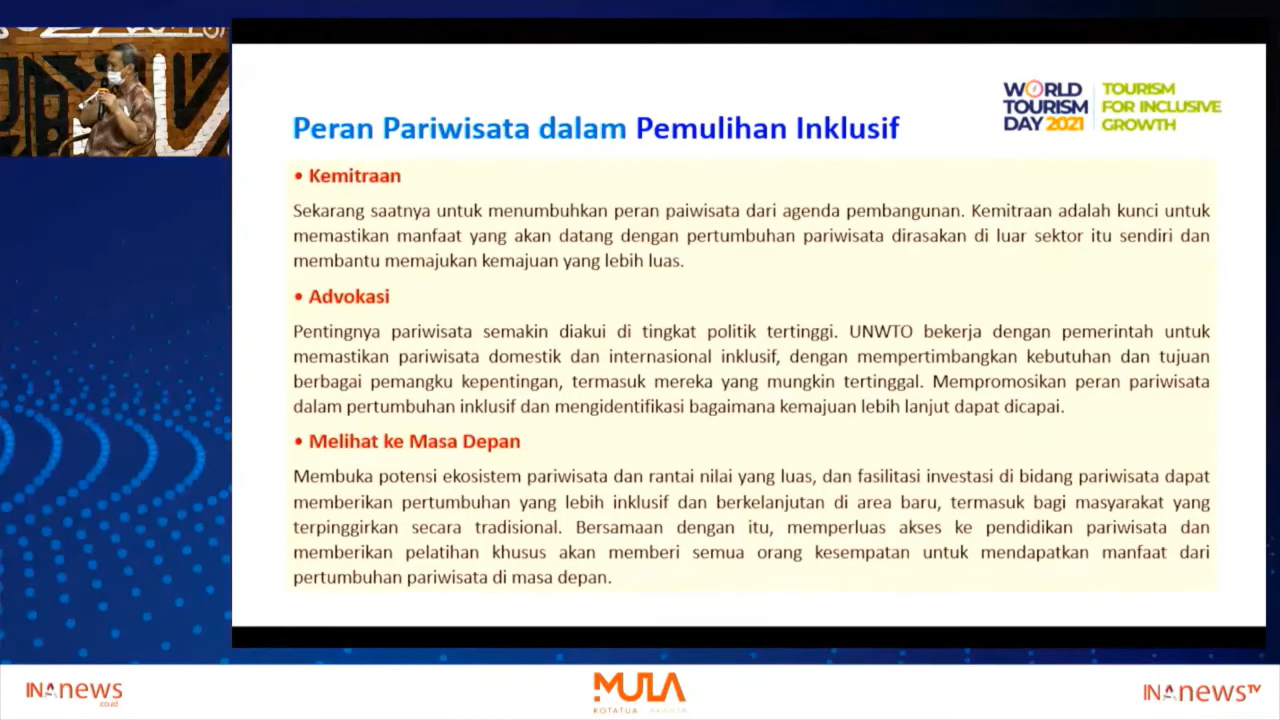 WORLD
TOURISM
DAY 2021
TOURISM
FOR INCLUSIVE
GROWTH
Peran Pariwisata dalam Pemulihan Inklusif
• Kemitraan
Sekarang saatnya untuk menumbuhkan peran paiwisata dari agenda pembangunan. Kemitraan adalah kunci untuk
memastikan manfaat yang akan datang dengan pertumbuhan pariwisata dirasakan di luar sektor itu sendiri dan
membantu memajukan kemajuan yang lebih luas.
• Advokasi
Pentingnya pariwisata semakin diakui di tingkat politik tertinggi. UNWTO bekerja dengan pemerintah untuk
memastikan pariwisata domestik dan internasional inklusif, dengan mempertimbangkan kebutuhan dan tujuan
berbagai pemangku kepentingan, termasuk mereka yang mungkin tertinggal. Mempromosikan peran pariwisata
dalam pertumbuhan inklusif dan mengidentifikasi bagaimana kemajuan lebih lanjut dapat dicapai.
• Melihat ke Masa Depan
Membuka potensi ekosistem pariwisata dan rantai nilai yang luas, dan fasilitasi investasi di bidang pariwisata dapat
memberikan pertumbuhan yang lebih inklusif dan berkelanjutan di area baru, termasuk bagi masyarakat yang
terpinggirkan secara tradisional. Bersamaan dengan itu, memperluas akses ke pendidikan pariwisata dan
memberikan pelatihan khusus akan memberi semua orang kesempatan untuk mendapatkan manfaat dari
pertumbuhan pariwisata di masa depan.
INAnews
.co.id
MULA
KOTATUA JAKARTA
INAnewsTV